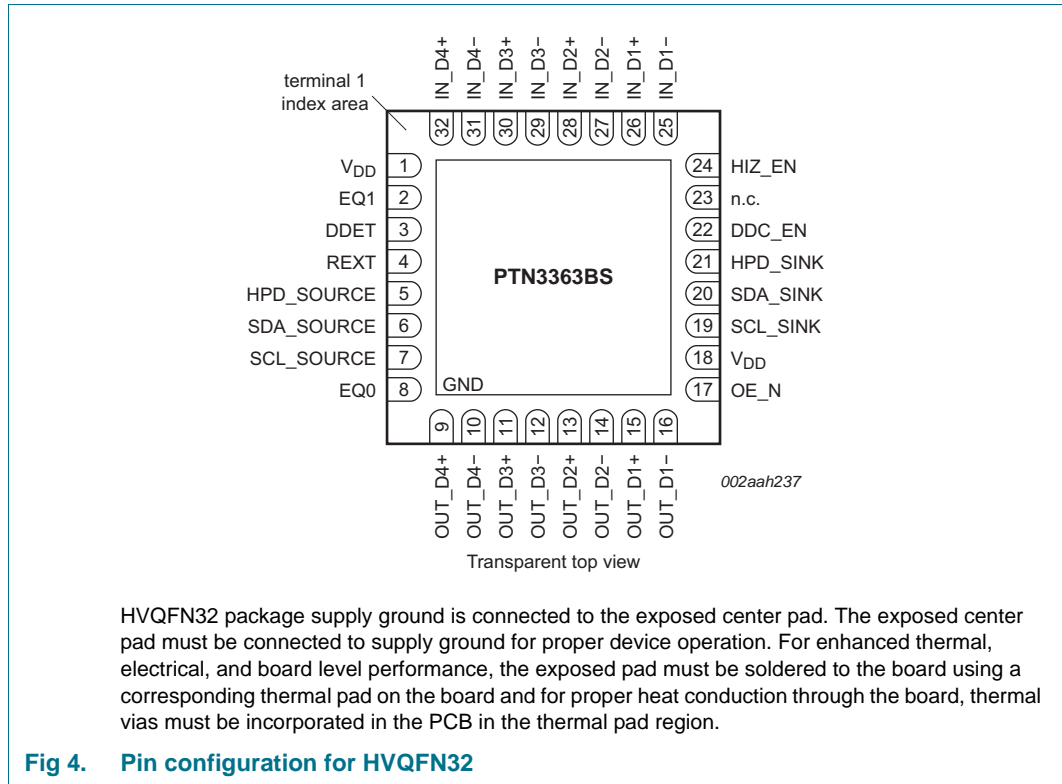 IN_D4+
IN_D4−
IN_D3+
IN_D3−
IN_D2+
IN_D2−
IN_D1+
IN_D1−
terminal 1
index area
32
31
30
29
28
27
26
25
VDD 1
EQ1 2
DDET 3
REXT 4
HPD_SOURCE 5
SDA_SOURCE 6
SCL_SOURCE 7
EQ0 8
PTN3363BS
GND
24 HIZ_EN
23 n.c.
22 DDC_EN
21 HPD_SINK
20 SDA_SINK
19 SCL_SINK
18 VDD
17 OE_N
9
10
11
12
13
14
15
16
OUT_D4+
OUT_D4−
OUT_D3+
OUT_D3−
OUT_D2+
OUT_D2−
OUT_D1+
OUT_D1−
002aah237
Transparent top view
HVQFN32 package supply ground is connected to the exposed center pad. The exposed center
pad must be connected to supply ground for proper device operation. For enhanced thermal,
electrical, and board level performance, the exposed pad must be soldered to the board using a
corresponding thermal pad on the board and for proper heat conduction through the board, thermal
vias must be incorporated in the PCB in the thermal pad region.
Fig 4. Pin configuration for HVQFN32